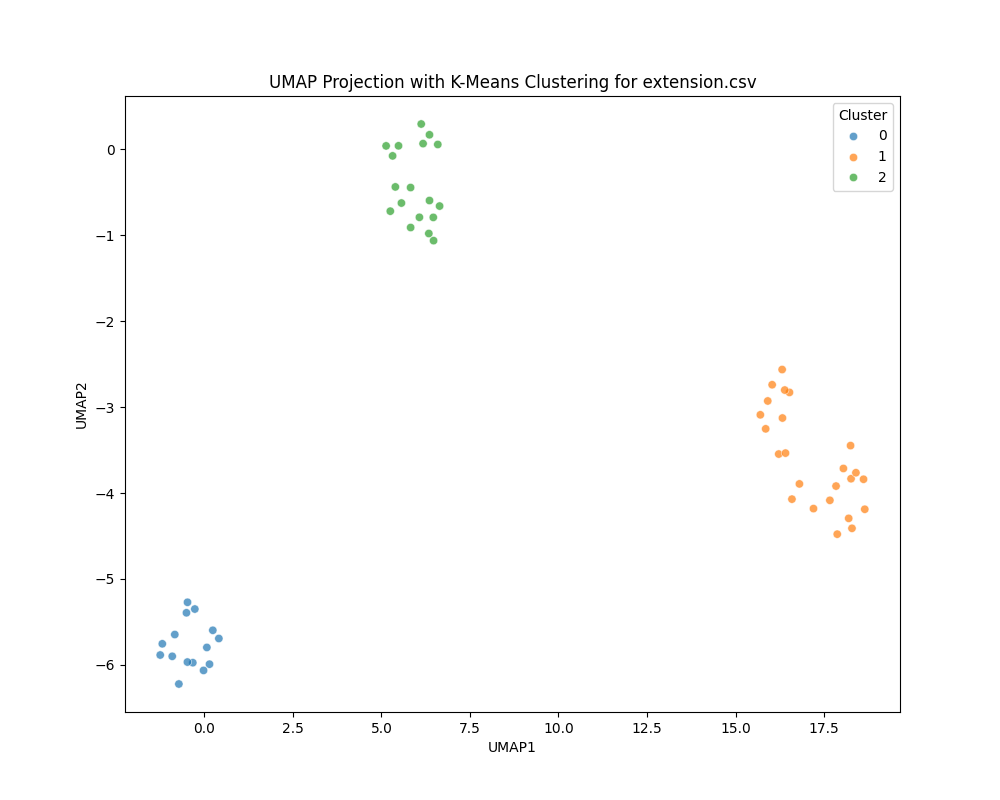 UMAP Projection with K-Means Clustering for extension.csv
Cluster
0
1
2
0
−1
−2
−3
−4
−5
−6
UMAP2
0.0 2.5 5.0 7.5 10.0 12.5 15.0 17.5
UMAP1